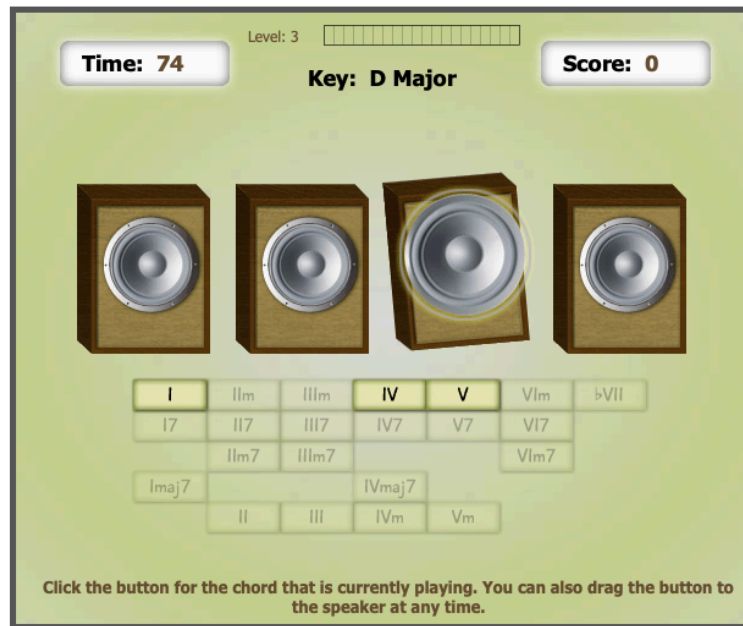 Level: 3
Time: 74
Key: D Major
Score: 0
I IIm IIIm IV V VIm ♭VII
I7 II7 III7 IV7 V7 VI7
IIm7 IIIm7 VIm7
Imaj7 IVmaj7
II III IVm Vm
Click the button for the chord that is currently playing. You can also drag the button to
the speaker at any time.